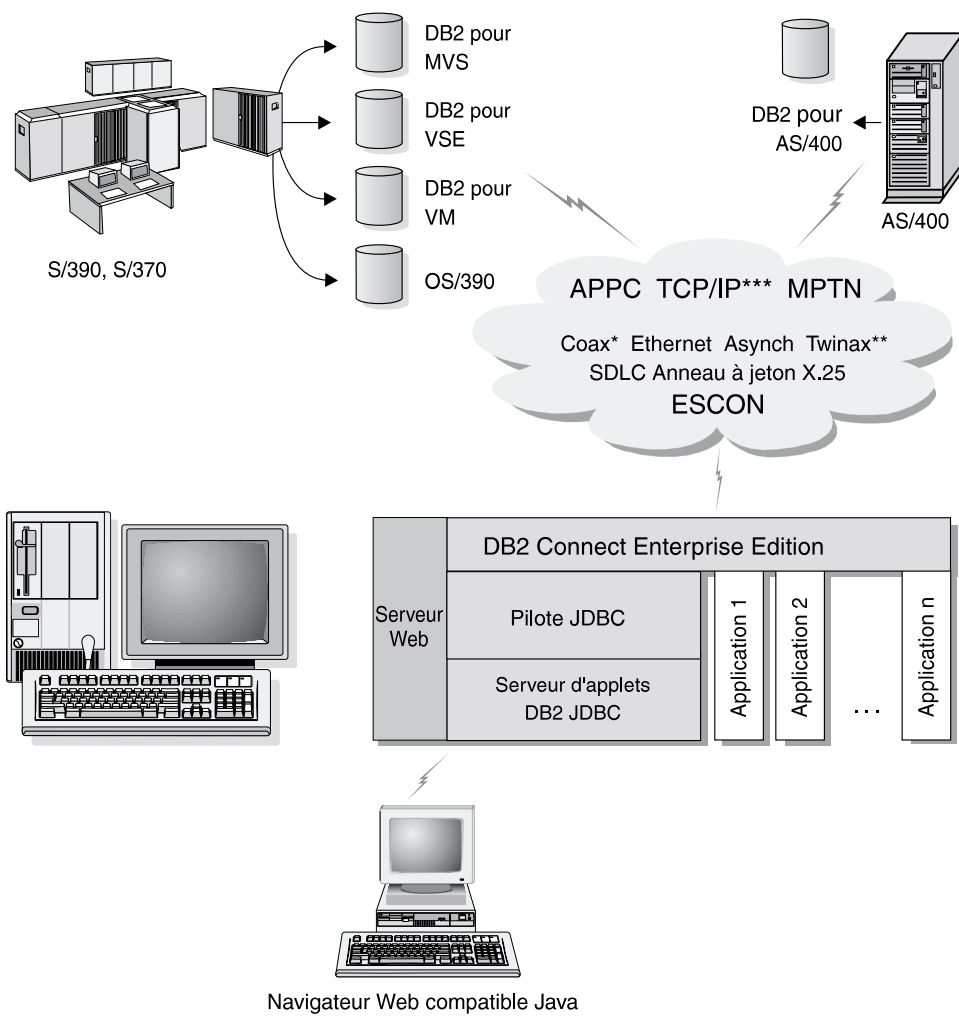 DB2 pour
MVS
DB2 pour
VSE
DB2 pour
VM
OS/390
S/390, S/370
DB2 pour
AS/400
AS/400
APPC TCP/IP*** MPTN
Coax* Ethernet Asynch Twinax**
SDLC Anneau à jeton X.25
ESCON
DB2 Connect Enterprise Edition
Serveur
Web
Pilote JDBC
Serveur d'applets
DB2 JDBC
Application 1
Application 2
...
Application n
Navigateur Web compatible Java